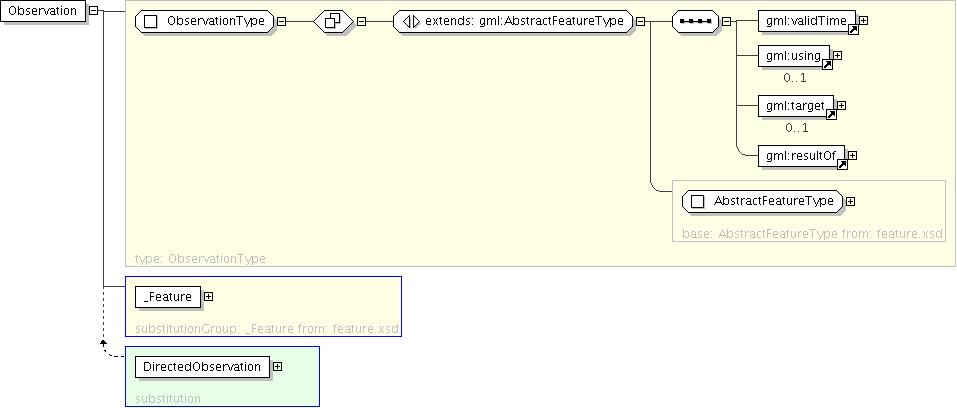 Observation
ObservationType
extends: gml:AbstractFeatureType
gml:validTime
gml:using
0..1
gml:target
0..1
gml:resultOf
AbstractFeatureType
base: AbstractFeatureType from: feature.xsd
type: ObservationType
_Feature
substitutionGroup: _Feature from: feature.xsd
DirectedObservation
substitution